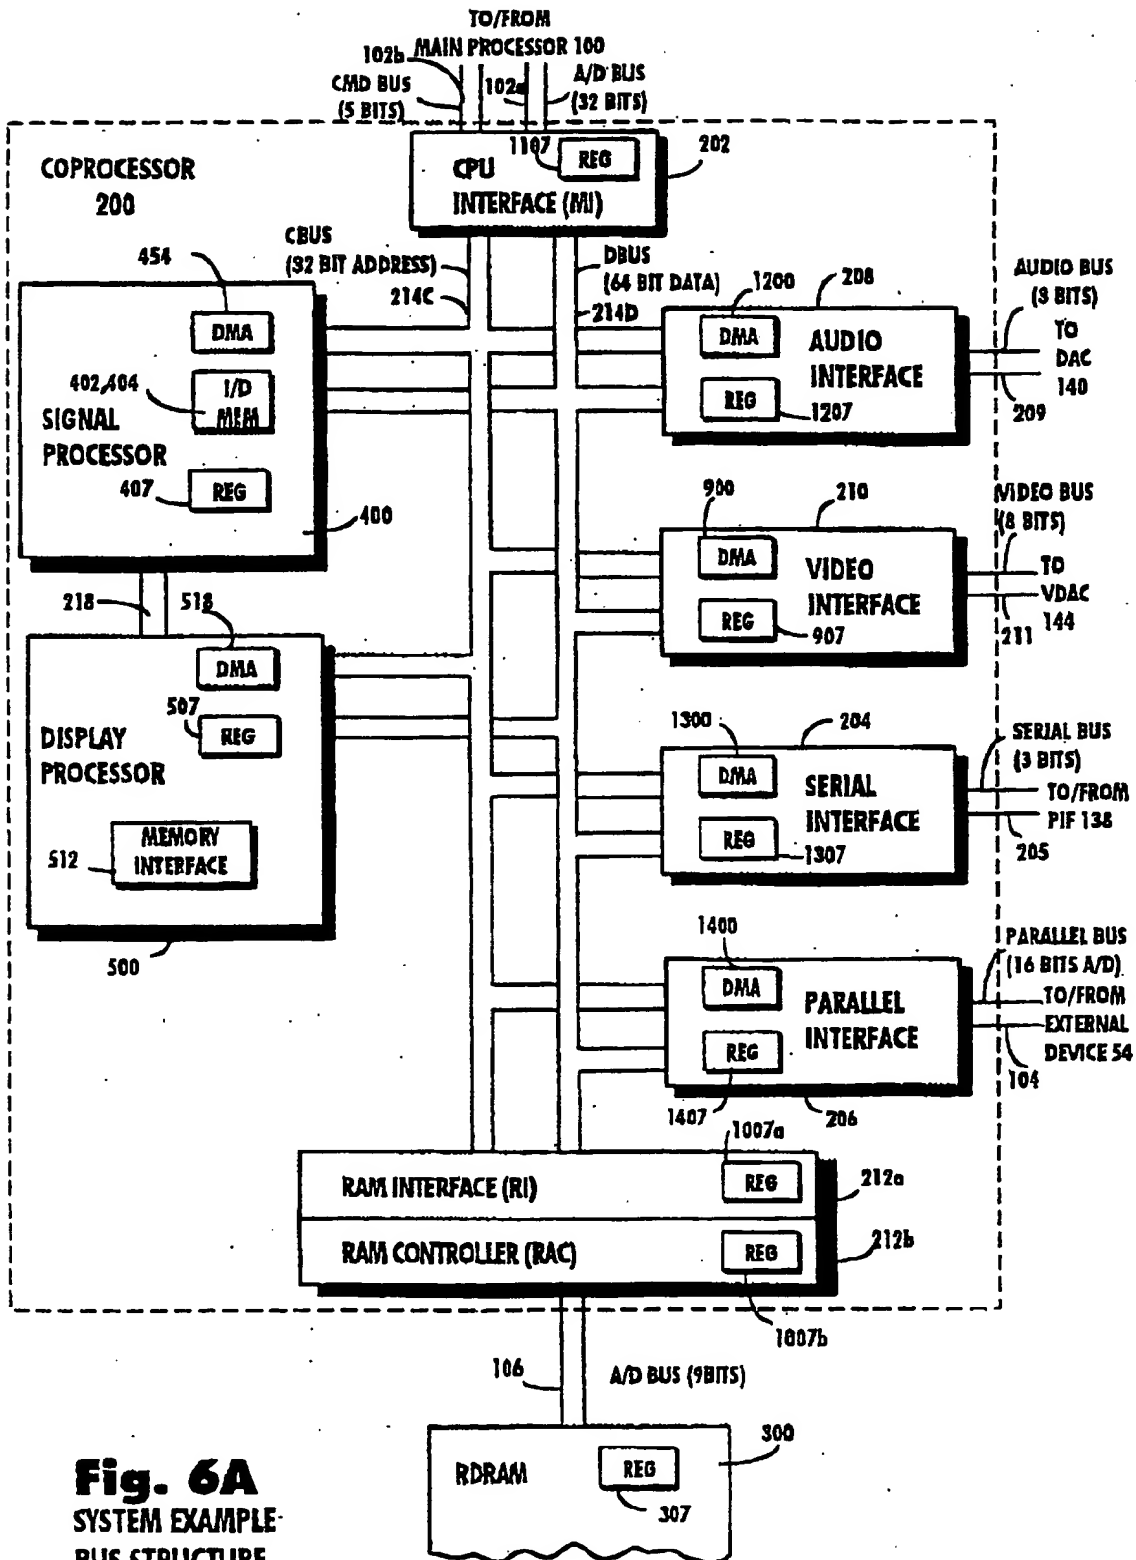 TO/FROM
MAIN PROCESSOR 100
102b
CMD BUS
(5 BITS)
102a
A/D BUS
(32 BITS)
COPROCESSOR
200
1107
REG
202
CPU
INTERFACE (MI)
CBUS
(32 BIT ADDRESS)
214C
DBUS
(64 BIT DATA)
214D
454
DMA
402,404
I/D
MEM
SIGNAL
PROCESSOR
407
REG
400
1200
208
DMA
AUDIO
INTERFACE
REG
1207
AUDIO BUS
(3 BITS)
TO
DAC
140
209
900
210
DMA
VIDEO
INTERFACE
REG
907
VIDEO BUS
(8 BITS)
TO
VDAC
144
211
218
518
DMA
507
REG
DISPLAY
PROCESSOR
MEMORY
INTERFACE
512
500
1300
204
DMA
SERIAL
INTERFACE
REG
1307
SERIAL BUS
(3 BITS)
TO/FROM
PIF 138
205
1400
DMA
PARALLEL
INTERFACE
REG
1407
206
PARALLEL BUS
(16 BITS A/D)
TO/FROM
EXTERNAL
DEVICE 54
104
1007a
RAM INTERFACE (RI)
REG
212a
RAM CONTROLLER (RAC)
REG
212b
1007b
106
A/D BUS (9BITS)
300
RDRAM
REG
307
Fig. 6A
SYSTEM EXAMPLE-
BUS STRUCTURE